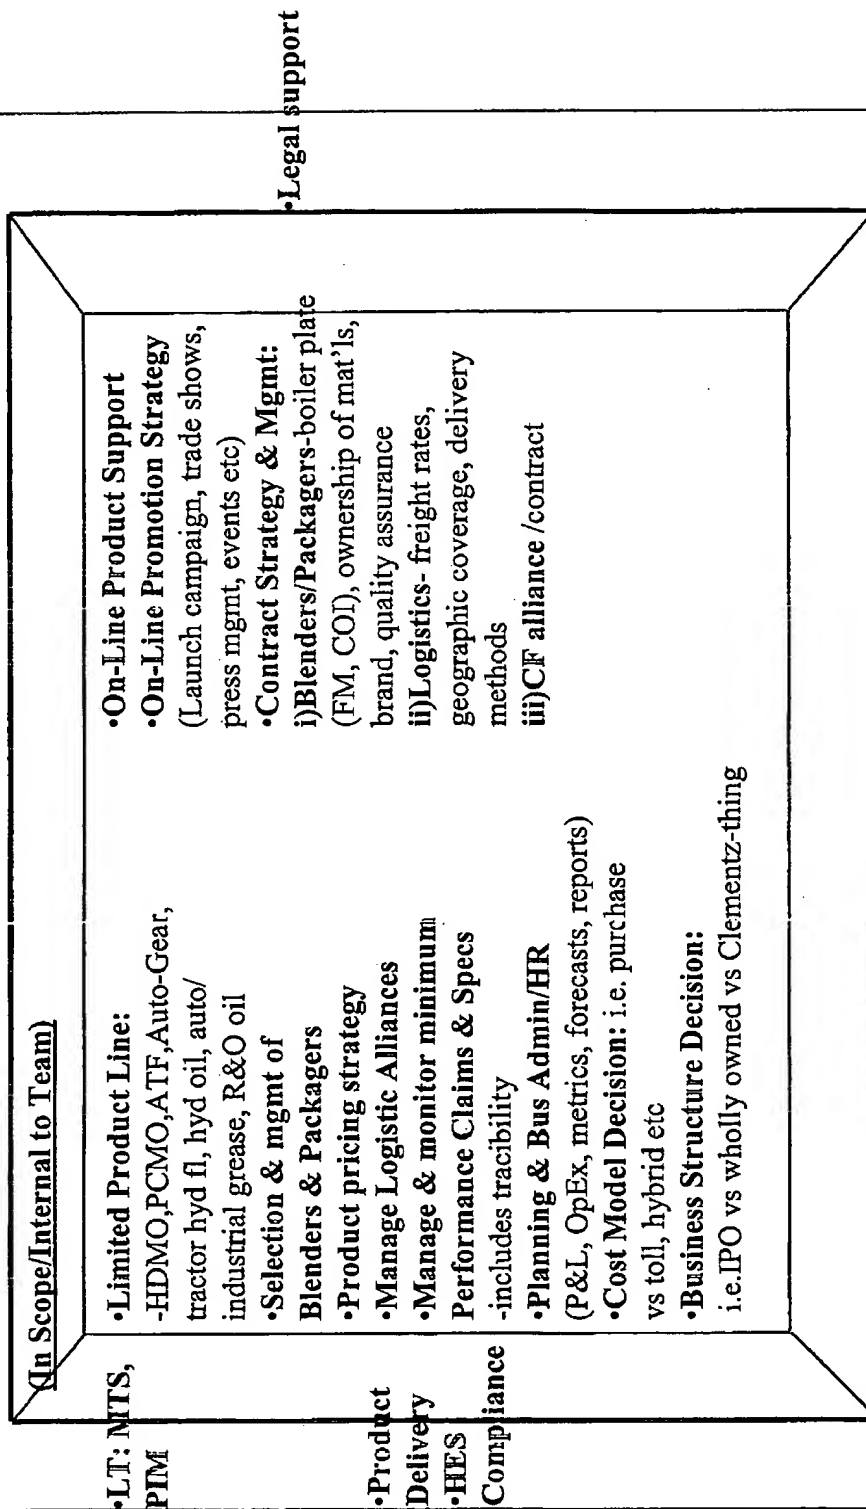 (In Scope/Internal to Team)
•LT: MTS,
PIM
•Product
Delivery
•HES
Compliance
•Limited Product Line:
-HDMO,PCMO,ATF,Auto-Gear,
tractor hyd fl, hyd oil, auto/
industrial grease, R&O oil
•Selection & mgmt of
Blenders & Packagers
•Product pricing strategy
•Manage Logistic Alliances
•Manage & monitor minimum
Performance Claims & Specs
-includes tracibility
•Planning & Bus Admin/HR
(P&L, OpEx, metrics, forecasts, reports)
•Cost Model Decision: i.e. purchase
vs toll, hybrid etc
•Business Structure Decision:
i.e.IPO vs wholly owned vs Clementz-thing
•On-Line Product Support
•On-Line Promotion Strategy
(Launch campaign, trade shows,
press mgmt, events etc)
•Contract Strategy & Mgmt:
i)Blenders/Packagers-boiler plate
(FM, COI), ownership of mat'ls,
brand, quality assurance
ii)Logistics- freight rates,
geographic coverage, delivery
methods
iii)CF alliance /contract
•Legal support